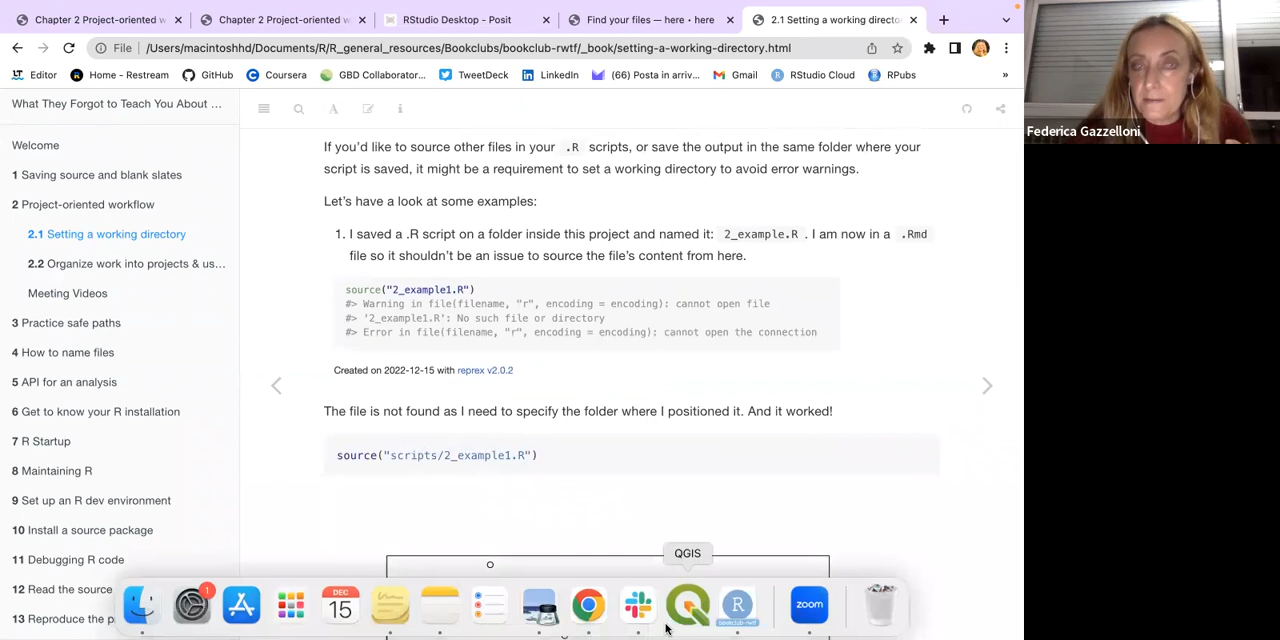 Chapter 2 Project-oriented w
Chapter 2 Project-oriented w
RStudio Desktop - Posit
Find your files — here • here
2.1 Setting a working directo
File
/Users/macintoshhd/Documents/R/R_general_resources/Bookclubs/bookclub-rwtf/_book/setting-a-working-directory.html
Editor
Home - Restream
GitHub
Coursera
GBD Collaborator...
TweetDeck
LinkedIn
(66) Posta in arriv...
Gmail
RStudio Cloud
RPubs
»
What They Forgot to Teach You About ...
Welcome
1 Saving source and blank slates
2 Project-oriented workflow
2.1 Setting a working directory
2.2 Organize work into projects & us...
Meeting Videos
3 Practice safe paths
4 How to name files
5 API for an analysis
6 Get to know your R installation
7 R Startup
8 Maintaining R
9 Set up an R dev environment
10 Install a source package
11 Debugging R code
12 Read the source
13 Reproduce the p
If you'd like to source other files in your .R scripts, or save the output in the same folder where your
script is saved, it might be a requirement to set a working directory to avoid error warnings.
Let's have a look at some examples:
1. I saved a .R script on a folder inside this project and named it: 2_example.R . I am now in a .Rmd
file so it shouldn't be an issue to source the file's content from here.
source("2_example1.R")
#> Warning in file(filename, "r", encoding = encoding): cannot open file
#> '2_example1.R': No such file or directory
#> Error in file(filename, "r", encoding = encoding): cannot open the connection
Created on 2022-12-15 with reprex v2.0.2
The file is not found as I need to specify the folder where I positioned it. And it worked!
source("scripts/2_example1.R")
QGIS
1
DEC
15
R
bookclub-rwtf
zoom
Federica Gazzelloni